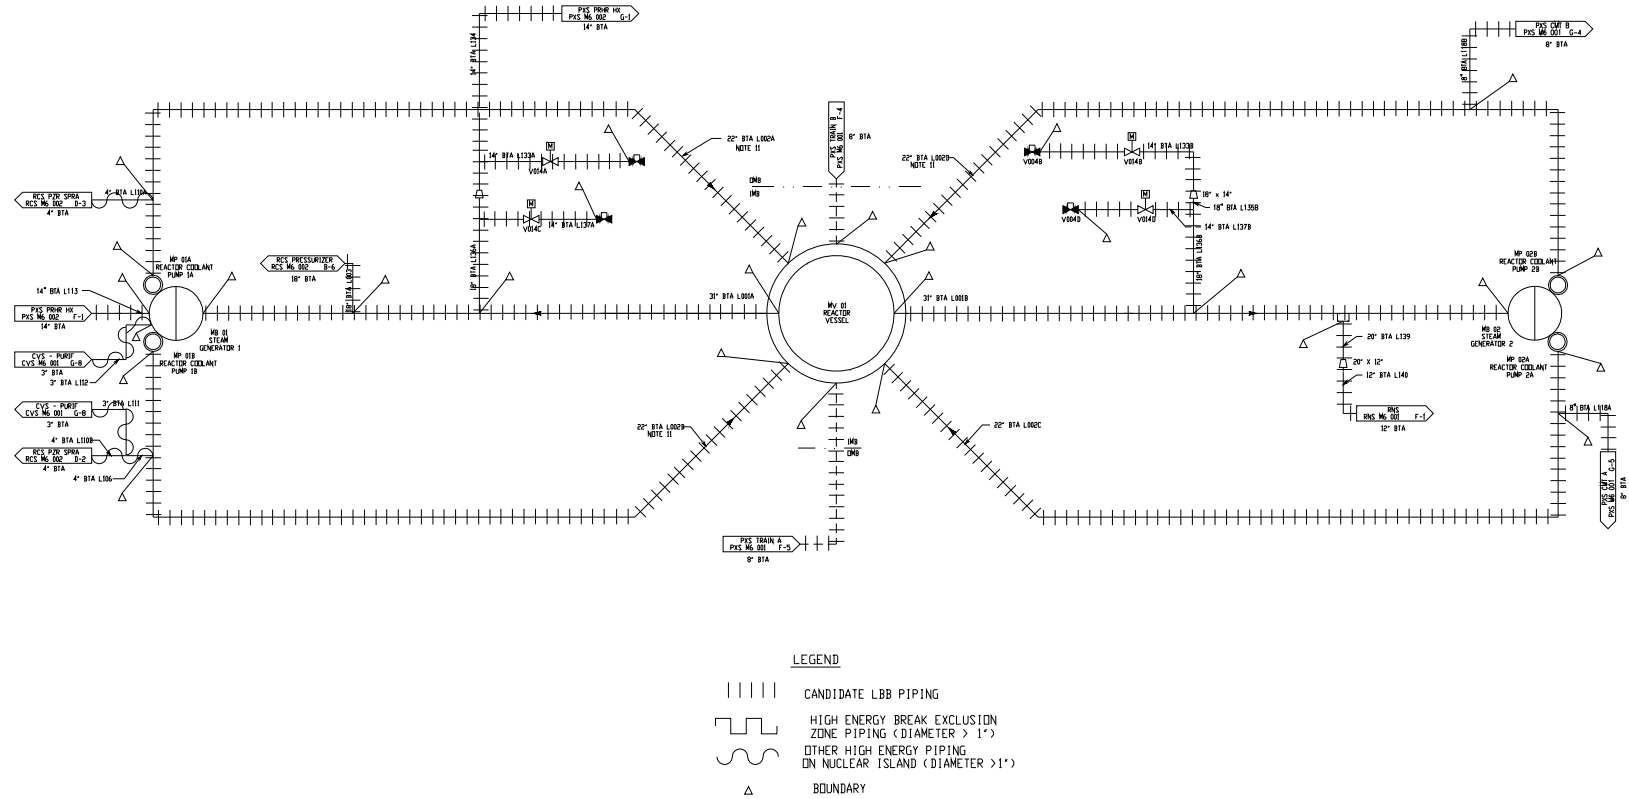 PXS PRHR HX
PXS M6 002 G-1
14" BTA
14" BTA L134
PXS CMT B
PXS M6 001 G-4
8" BTA
8" BTA L118B
22" BTA L002A
NOTE 11
PXS TRAIN B
PXS M6 001 F-4
8" BTA
22" BTA L002D
NOTE 11
14" BTA L133A
M
V014A
M
V004B
V014B
14" BTA L133B
4" BTA L110A
RCS PZR SPRA
RCS M6 002 D-3
4" BTA
OMB
IMB
18" x 14"
18" BTA L135B
M
V014C
14" BTA L137A
M
V004D
V014D
14" BTA L137B
18" BTA L136A
18" BTA L136B
MP 01A
REACTOR COOLANT
PUMP 1A
RCS PRESSURIZER
RCS M6 002 B-6
18" BTA
18" BTA L003
MP 02B
REACTOR COOLANT
PUMP 2B
14" BTA L113
31" BTA L001A
31" BTA L001B
PXS PRHR HX
PXS M6 002 F-1
14" BTA
MV 01
REACTOR
VESSEL
MB 01
STEAM
GENERATOR 1
MB 02
STEAM
GENERATOR 2
20" BTA L139
CVS - PURIF
CVS M6 001 G-8
3" BTA
3" BTA L112
MP 01B
REACTOR COOLANT
PUMP 1B
20" X 12"
12" BTA L140
MP 02A
REACTOR COOLANT
PUMP 2A
CVS - PURIF
CVS M6 001 G-8
3" BTA
3" BTA L111
RNS
RNS M6 001 F-1
12" BTA
8" BTA L118A
22" BTA L002B
NOTE 11
22" BTA L002C
4" BTA L110B
RCS PZR SPRA
RCS M6 002 D-2
4" BTA
4" BTA L106
IMB
OMB
PXS CMT A
PXS M6 001 G-5
8" BTA
PXS TRAIN A
PXS M6 001 F-5
8" BTA
LEGEND
CANDIDATE LBB PIPING
HIGH ENERGY BREAK EXCLUSION
ZONE PIPING (DIAMETER > 1")
OTHER HIGH ENERGY PIPING
ON NUCLEAR ISLAND (DIAMETER >1")
BOUNDARY